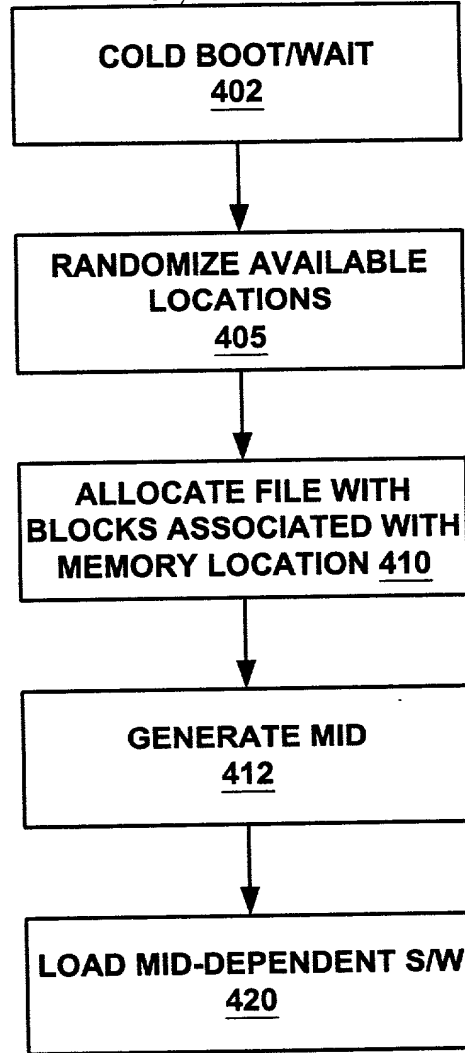 COLD BOOT/WAIT
402
RANDOMIZE AVAILABLE
LOCATIONS
405
ALLOCATE FILE WITH
BLOCKS ASSOCIATED WITH
MEMORY LOCATION 410
GENERATE MID
412
LOAD MID-DEPENDENT S/W
420